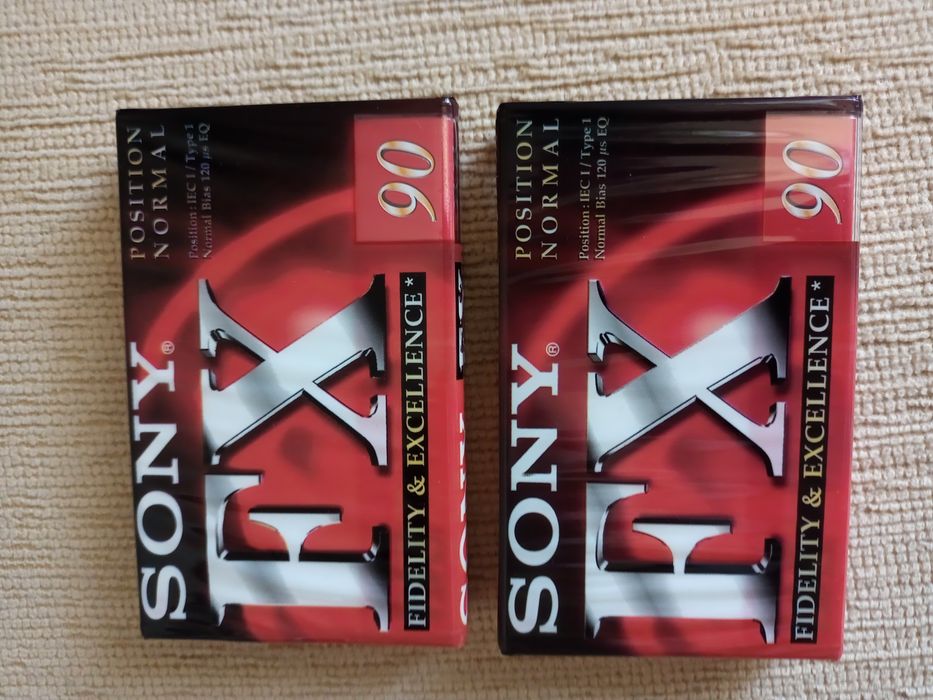 SONY®
POSITION
NORMAL
Position : IEC I / Type I
Normal Bias 120 µs EQ
FX
90
FIDELITY & EXCELLENCE*
SONY
SONY®
POSITION
NORMAL
Position : IEC I / Type I
Normal Bias 120 µs EQ
FX
90
FIDELITY & EXCELLENCE*